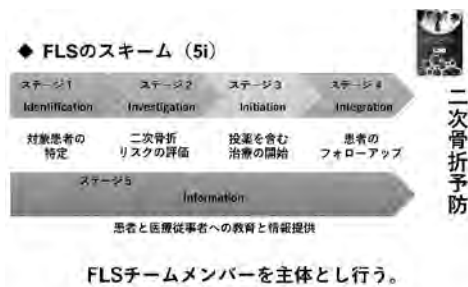 ◆ FLSのスキーム（5i）
ステージ1 ステージ2 ステージ3 ステージ4
Identification Investigation Initiation Integration
対象患者の 二次骨折 投薬を含む 患者の
特定 リスクの評価 治療の開始 フォローアップ
ステージ5
Information
患者と医療従事者への教育と情報提供
FLSチームメンバーを主体とし行う。
二次骨折予防